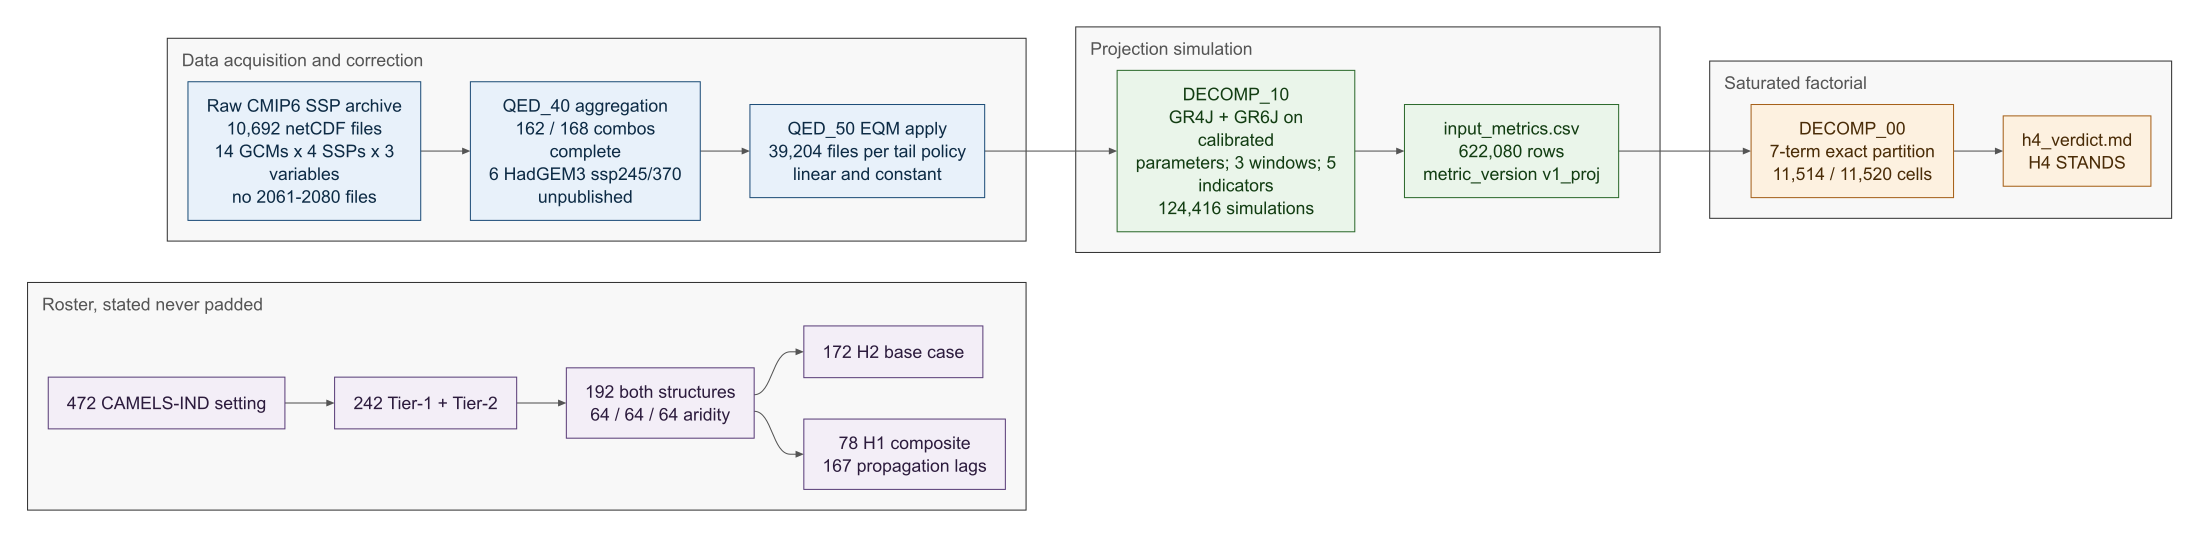 Data acquisition and correction
Raw CMIP6 SSP archive
10,692 netCDF files
14 GCMs x 4 SSPs x 3
variables
no 2061-2080 files
QED_40 aggregation
162 / 168 combos
complete
6 HadGEM3 ssp245/370
unpublished
QED_50 EQM apply
39,204 files per tail policy
linear and constant
Projection simulation
DECOMP_10
GR4J + GR6J on
calibrated
parameters; 3 windows; 5
indicators
124,416 simulations
input_metrics.csv
622,080 rows
metric_version v1_proj
Saturated factorial
DECOMP_00
7-term exact partition
11,514 / 11,520 cells
h4_verdict.md
H4 STANDS
Roster, stated never padded
472 CAMELS-IND setting
242 Tier-1 + Tier-2
192 both structures
64 / 64 / 64 aridity
172 H2 base case
78 H1 composite
167 propagation lags